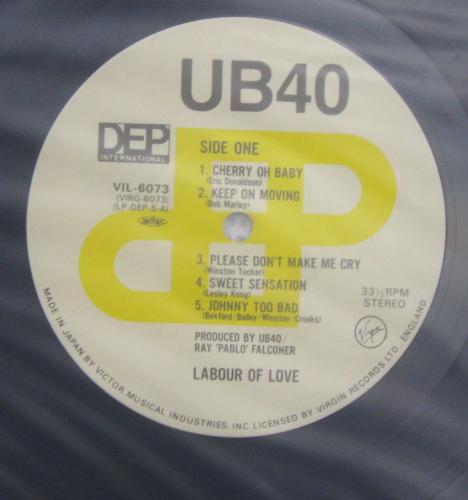 UB40
DEP
INTERNATIONAL
VIL-6073
(VIRG-6073)
(LP-DEP-5-A)
SIDE ONE
1. CHERRY OH BABY
(Eric Donaldson)
2. KEEP ON MOVING
(Bob Marley)
3. PLEASE DON'T MAKE ME CRY
(Winston Tucker)
4. SWEET SENSATION
(Lesley Kong)
5. JOHNNY TOO BAD
(Bexford/Bailey/Winston/Crooks)
33⅓RPM
STEREO
PRODUCED BY UB40/
RAY 'PABLO' FALCONER
LABOUR OF LOVE
Virgin
MADE IN JAPAN BY VICTOR MUSICAL INDUSTRIES, INC. LICENSED BY VIRGIN RECORDS LTD. ENGLAND